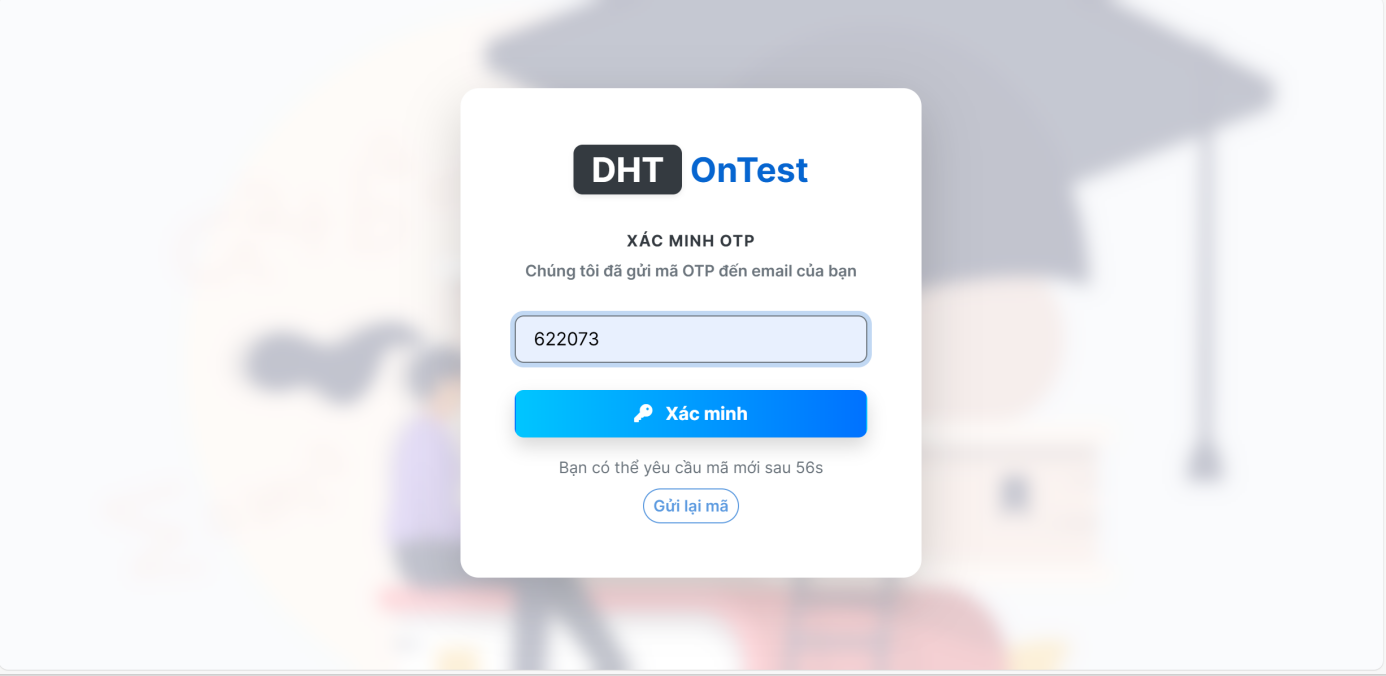 DHT OnTest
XÁC MINH OTP
Chúng tôi đã gửi mã OTP đến email của bạn
622073
Xác minh
Bạn có thể yêu cầu mã mới sau 56s
Gửi lại mã